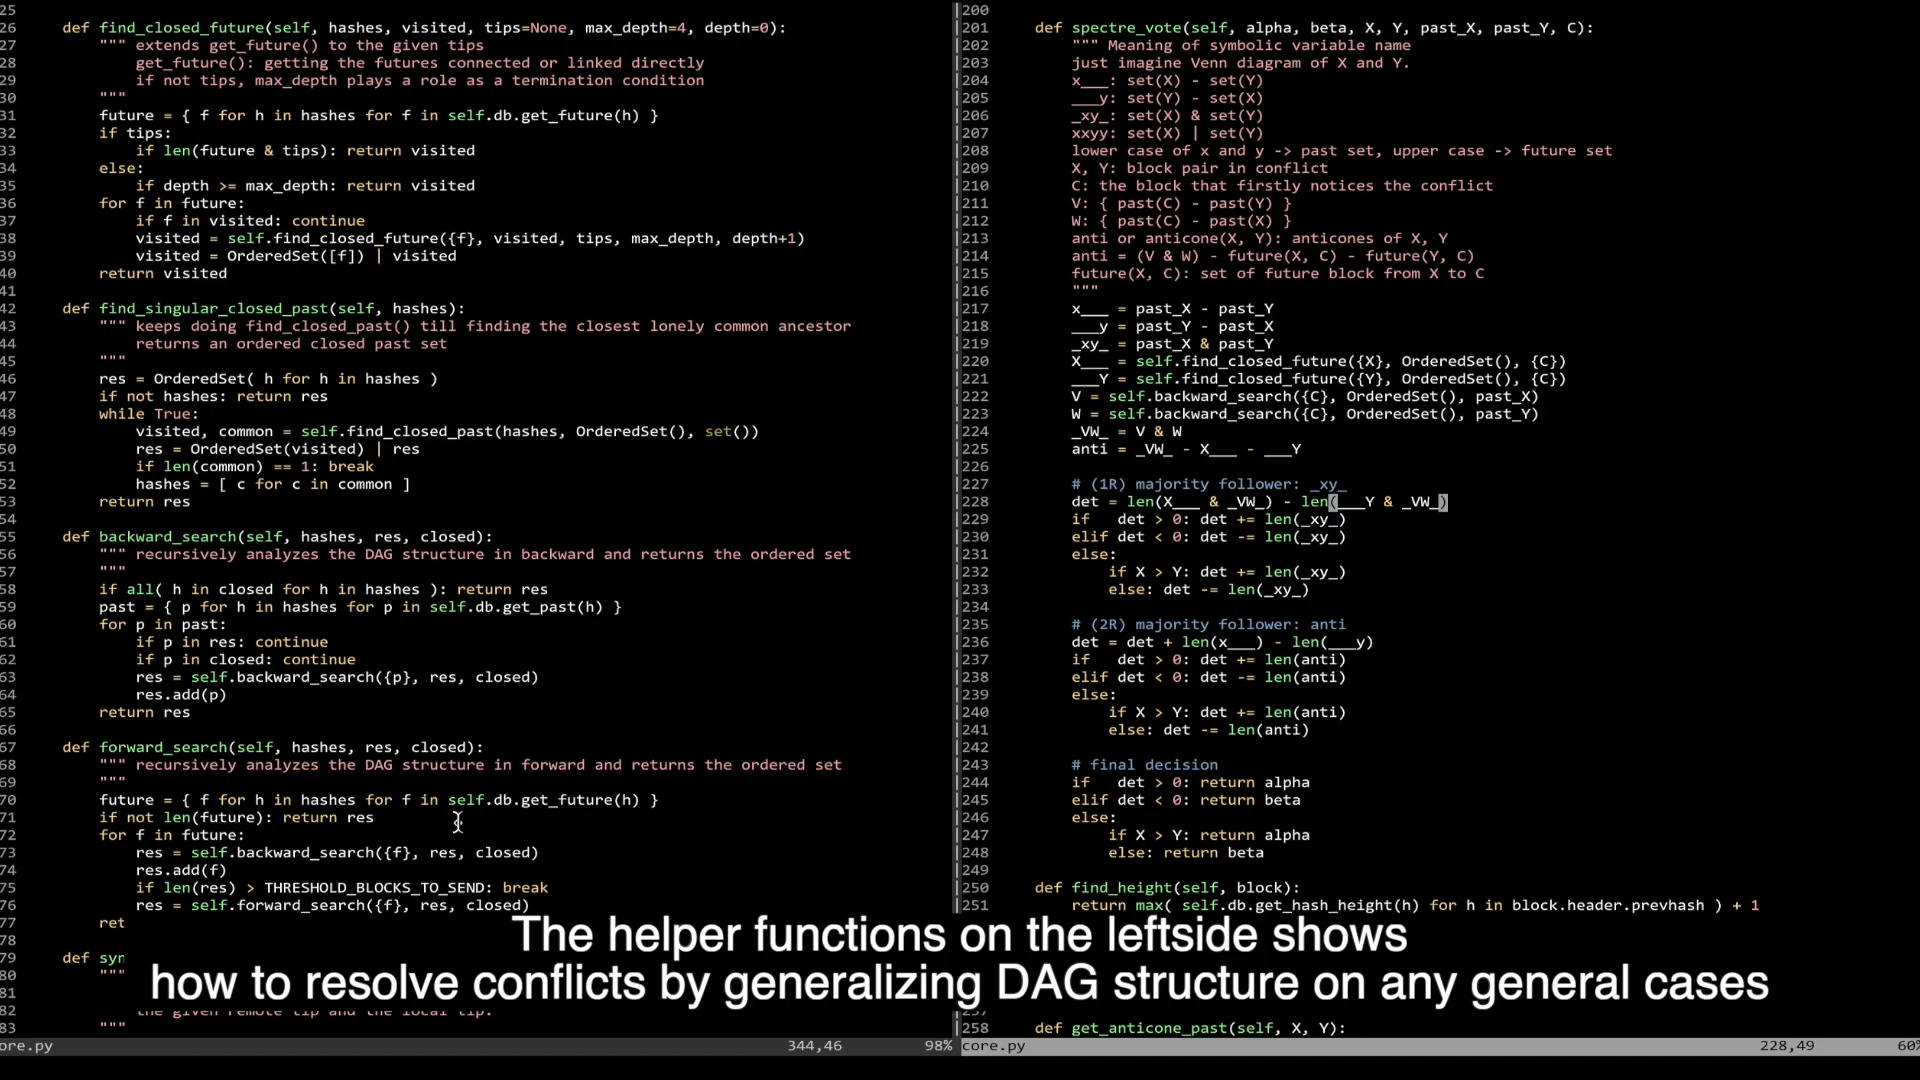 25
26    def find_closed_future(self, hashes, visited, tips=None, max_depth=4, depth=0):
27        """ extends get_future() to the given tips
28            get_future(): getting the futures connected or linked directly
29            if not tips, max_depth plays a role as a termination condition
30        """
31        future = { f for h in hashes for f in self.db.get_future(h) }
32        if tips:
33            if len(future & tips): return visited
34        else:
35            if depth >= max_depth: return visited
36        for f in future:
37            if f in visited: continue
38            visited = self.find_closed_future({f}, visited, tips, max_depth, depth+1)
39            visited = OrderedSet([f]) | visited
40        return visited
41
42    def find_singular_closed_past(self, hashes):
43        """ keeps doing find_closed_past() till finding the closest lonely common ancestor
44            returns an ordered closed past set
45        """
46        res = OrderedSet( h for h in hashes )
47        if not hashes: return res
48        while True:
49            visited, common = self.find_closed_past(hashes, OrderedSet(), set())
50            res = OrderedSet(visited) | res
51            if len(common) == 1: break
52            hashes = [ c for c in common ]
53        return res
54
55    def backward_search(self, hashes, res, closed):
56        """ recursively analyzes the DAG structure in backward and returns the ordered set
57        """
58        if all( h in closed for h in hashes ): return res
59        past = { p for h in hashes for p in self.db.get_past(h) }
60        for p in past:
61            if p in res: continue
62            if p in closed: continue
63            res = self.backward_search({p}, res, closed)
64            res.add(p)
65        return res
66
67    def forward_search(self, hashes, res, closed):
68        """ recursively analyzes the DAG structure in forward and returns the ordered set
69        """
70        future = { f for h in hashes for f in self.db.get_future(h) }
71        if not len(future): return res
72        for f in future:
73            res = self.backward_search({f}, res, closed)
74            res.add(f)
75            if len(res) > THRESHOLD_BLOCKS_TO_SEND: break
76            res = self.forward_search({f}, res, closed)
77        ret
78
79    def syn
80        """
81
82            the given remote tip and the local tip.
83        """
ore.py 344,46 98%
200
201    def spectre_vote(self, alpha, beta, X, Y, past_X, past_Y, C):
202        """ Meaning of symbolic variable name
203        just imagine Venn diagram of X and Y.
204        x___: set(X) - set(Y)
205        ___y: set(Y) - set(X)
206        _xy_: set(X) & set(Y)
207        xxyy: set(X) | set(Y)
208        lower case of x and y -> past set, upper case -> future set
209        X, Y: block pair in conflict
210        C: the block that firstly notices the conflict
211        V: { past(C) - past(Y) }
212        W: { past(C) - past(X) }
213        anti or anticone(X, Y): anticones of X, Y
214        anti = (V & W) - future(X, C) - future(Y, C)
215        future(X, C): set of future block from X to C
216        """
217        x___ = past_X - past_Y
218        ___y = past_Y - past_X
219        _xy_ = past_X & past_Y
220        X___ = self.find_closed_future({X}, OrderedSet(), {C})
221        ___Y = self.find_closed_future({Y}, OrderedSet(), {C})
222        V = self.backward_search({C}, OrderedSet(), past_X)
223        W = self.backward_search({C}, OrderedSet(), past_Y)
224        _VW_ = V & W
225        anti = _VW_ - X___ - ___Y
226
227        # (1R) majority follower: _xy_
228        det = len(X___ & _VW_) - len(___Y & _VW_)
229        if   det > 0: det += len(_xy_)
230        elif det < 0: det -= len(_xy_)
231        else:
232            if X > Y: det += len(_xy_)
233            else: det -= len(_xy_)
234
235        # (2R) majority follower: anti
236        det = det + len(x___) - len(___y)
237        if   det > 0: det += len(anti)
238        elif det < 0: det -= len(anti)
239        else:
240            if X > Y: det += len(anti)
241            else: det -= len(anti)
242
243        # final decision
244        if   det > 0: return alpha
245        elif det < 0: return beta
246        else:
247            if X > Y: return alpha
248            else: return beta
249
250    def find_height(self, block):
251        return max( self.db.get_hash_height(h) for h in block.header.prevhash ) + 1
257
258    def get_anticone_past(self, X, Y):
core.py 228,49 60%
The helper functions on the leftside shows
how to resolve conflicts by generalizing DAG structure on any general cases